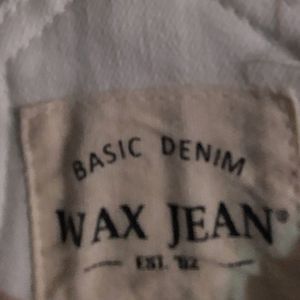 BASIC DENIM
WAX JEAN®
EST. '82